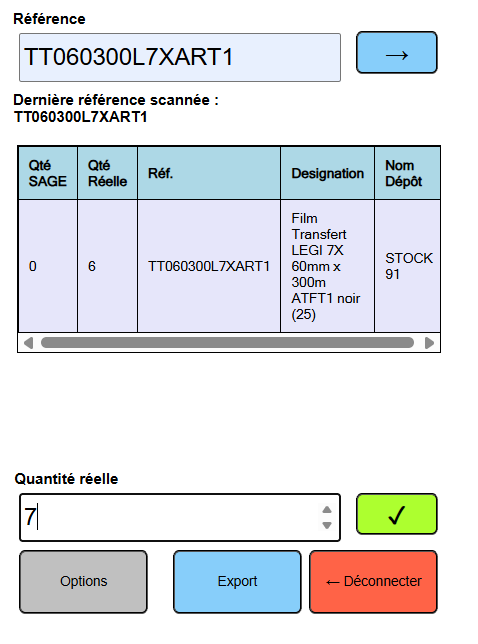 Référence
TT060300L7XART1
→
Dernière référence scannée :
TT060300L7XART1
Qté SAGE
Qté Réelle
Réf.
Designation
Nom Dépôt
0
6
TT060300L7XART1
Film
Transfert
LEGI 7X
60mm x
300m
ATFT1 noir
(25)
STOCK
91
Quantité réelle
7
✓
Options
Export
← Déconnecter